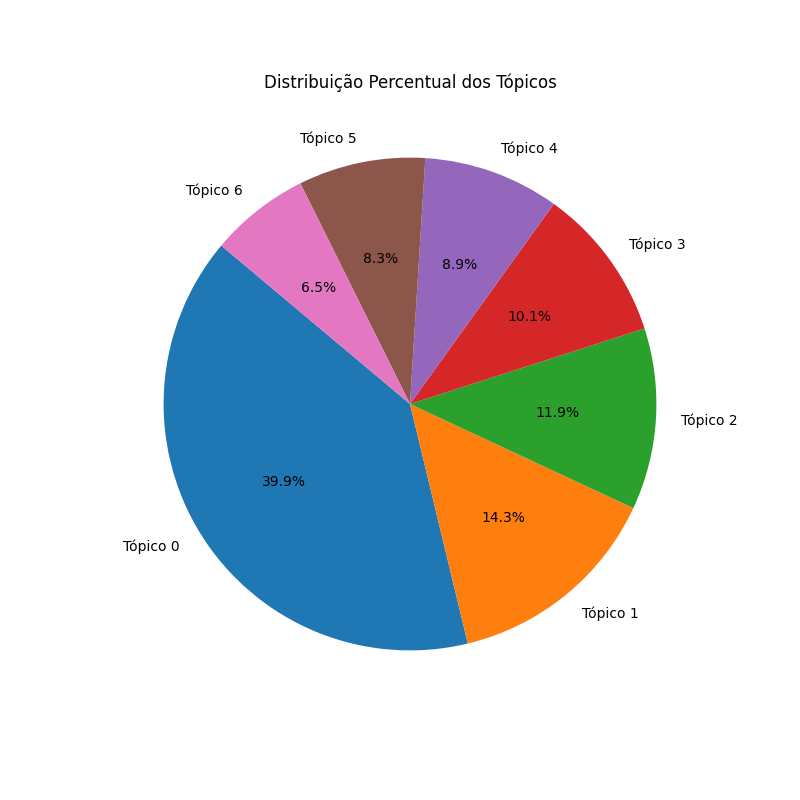 Distribuição Percentual dos Tópicos
Tópico 5
Tópico 4
Tópico 6
Tópico 3
8.3%
8.9%
6.5%
10.1%
11.9%
Tópico 2
39.9%
14.3%
Tópico 0
Tópico 1